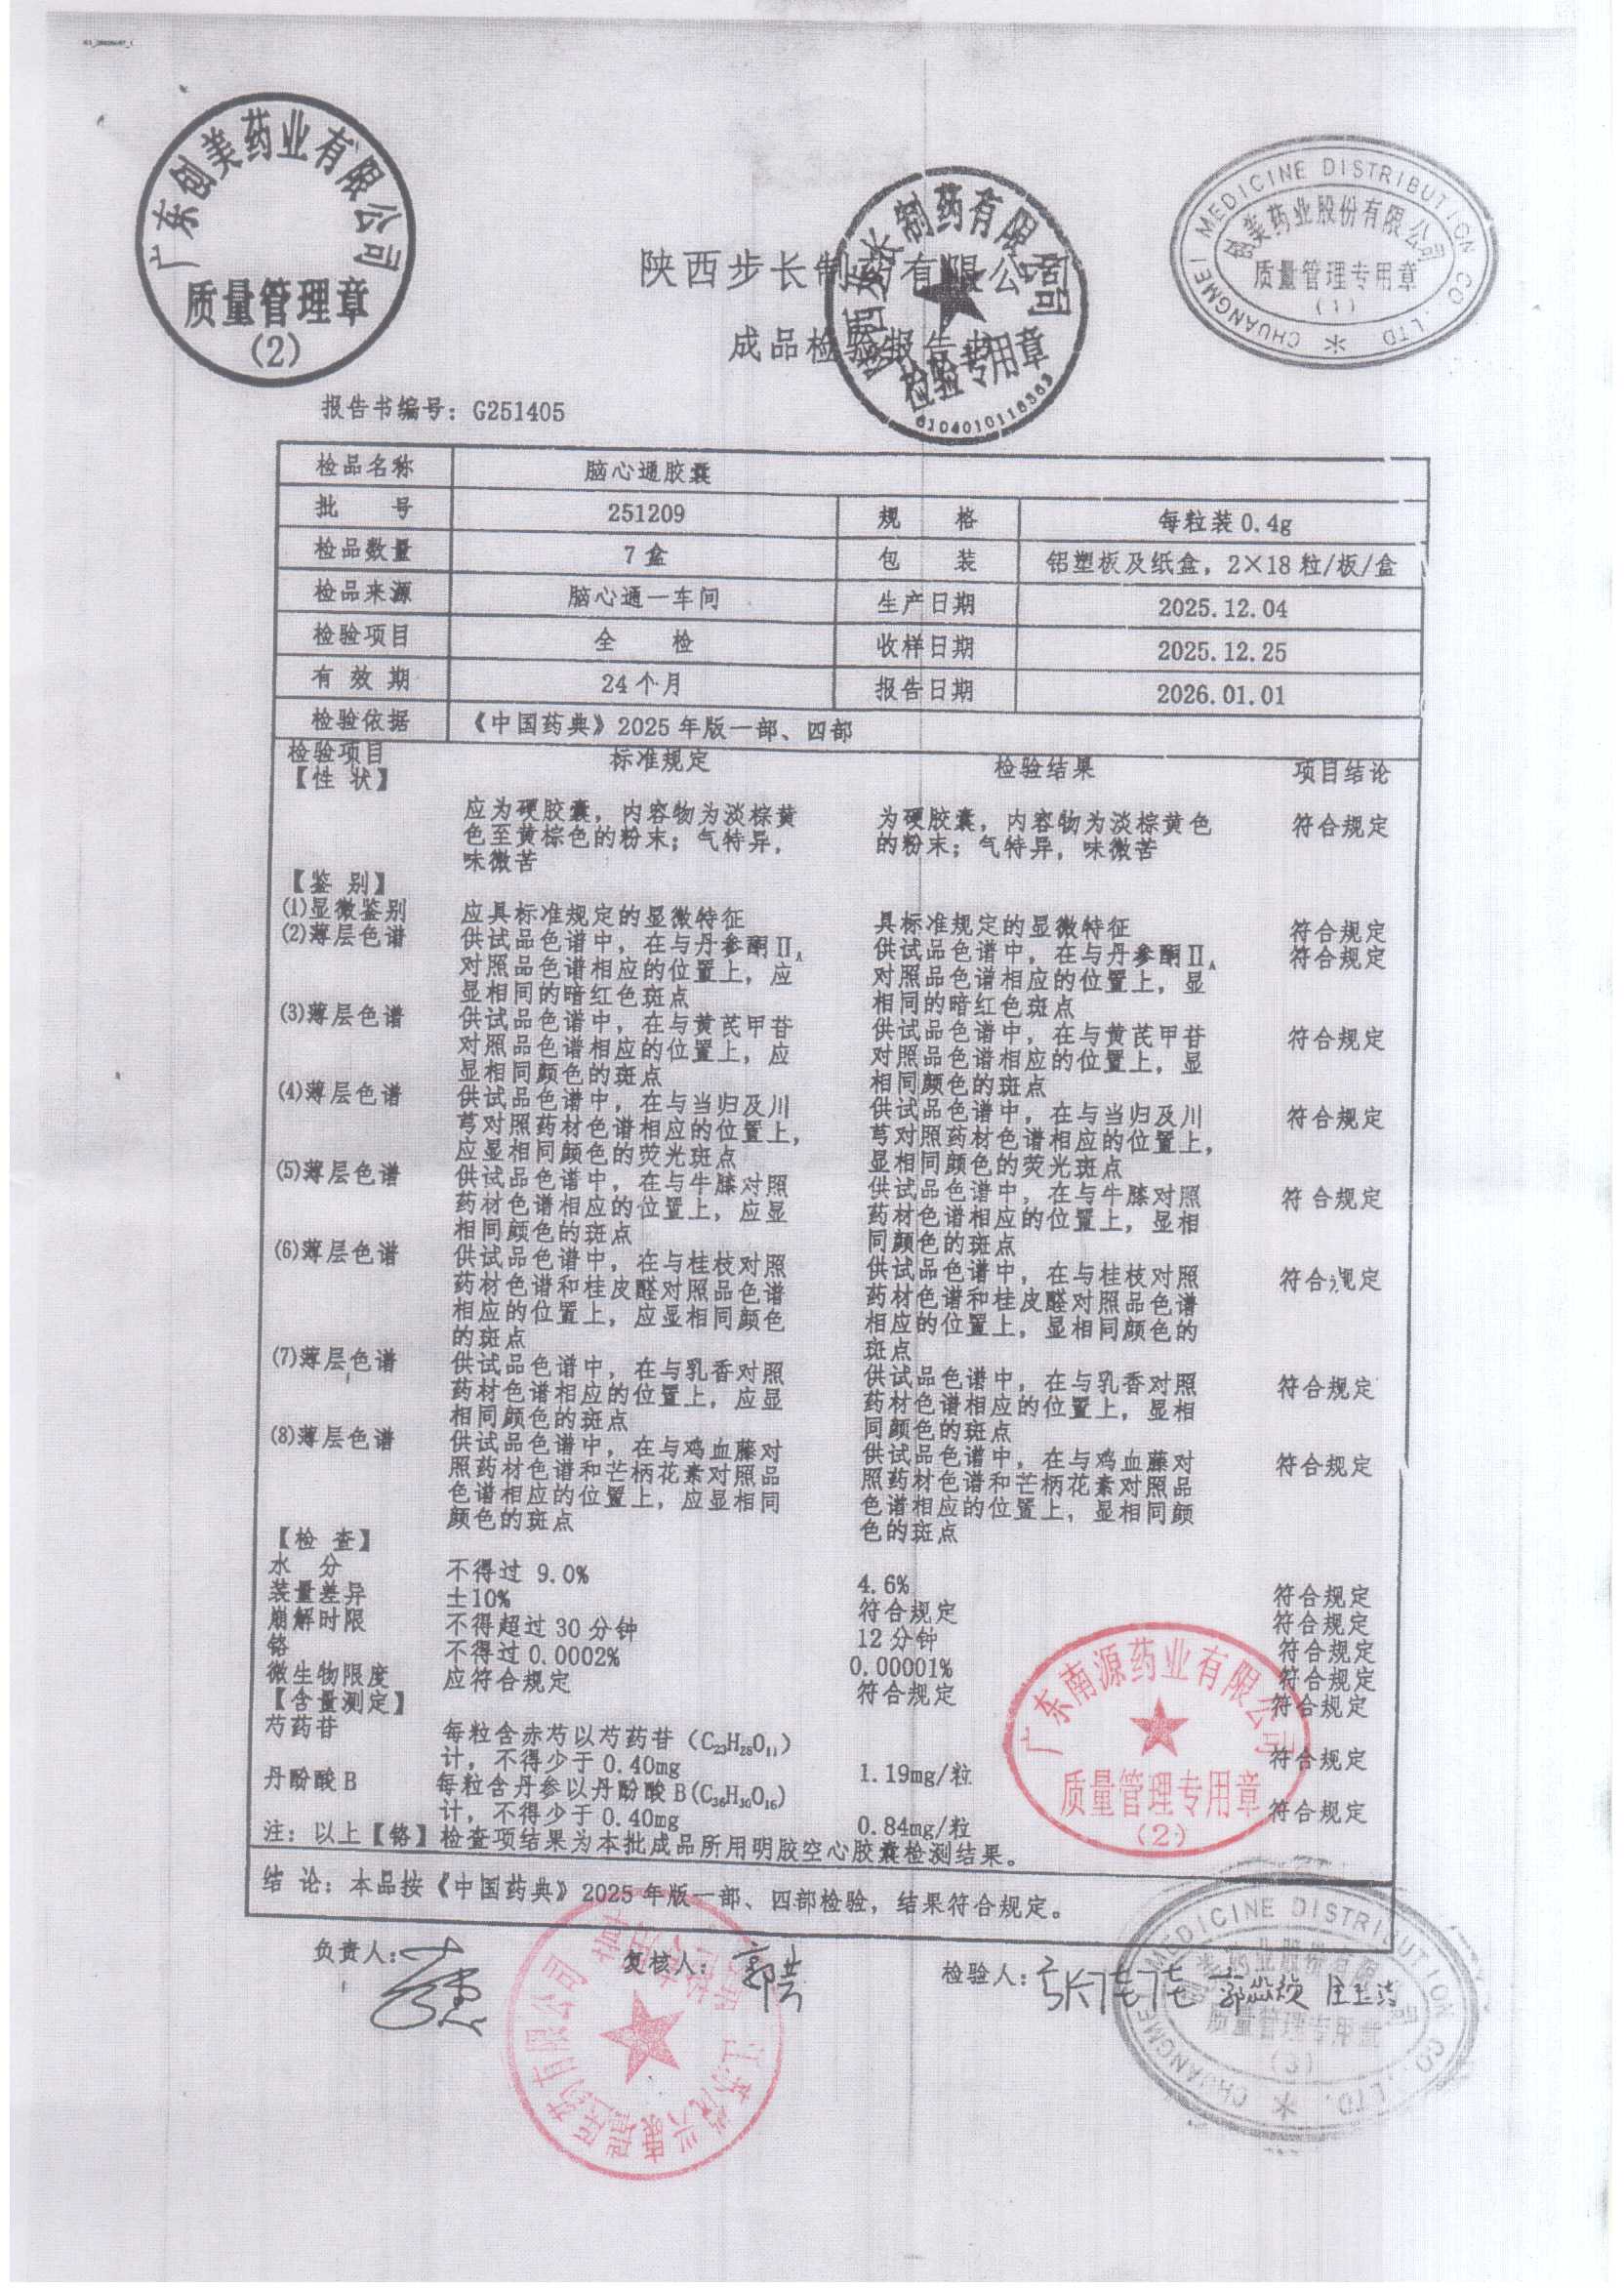 广东创美药业有限公司
质量管理章
(2)
CHUANGMEI MEDICINE DISTRIBUTION CO.,LTD
创美药业股份有限公司
质量管理专用章
(1)
陕西步长制药有限公司
检验专用章
陕西步长制药有限公司
成品检验报告书
报告书编号：G251405
检品名称 脑心通胶囊
批 号 251209 规 格 每粒装 0.4g
检品数量 7 盒 包 装 铝塑板及纸盒，2×18 粒/板/盒
检品来源 脑心通一车间 生产日期 2025.12.04
检验项目 全 检 收样日期 2025.12.25
有 效 期 24 个月 报告日期 2026.01.01
检验依据 《中国药典》2025 年版一部、四部
检验项目 标准规定 检验结果 项目结论
【性 状】
应为硬胶囊，内容物为淡棕黄 为硬胶囊，内容物为淡棕黄色 符合规定
色至黄棕色的粉末；气特异， 的粉末；气特异，味微苦
味微苦
【鉴 别】
(1)显微鉴别 应具标准规定的显微特征 具标准规定的显微特征 符合规定
(2)薄层色谱 供试品色谱中，在与丹参酮ⅡA 供试品色谱中，在与丹参酮ⅡA 符合规定
对照品色谱相应的位置上，应 对照品色谱相应的位置上，显
显相同的暗红色斑点 相同的暗红色斑点
(3)薄层色谱 供试品色谱中，在与黄芪甲苷 供试品色谱中，在与黄芪甲苷 符合规定
对照品色谱相应的位置上，应 对照品色谱相应的位置上，显
显相同颜色的斑点 相同颜色的斑点
(4)薄层色谱 供试品色谱中，在与当归及川 供试品色谱中，在与当归及川 符合规定
芎对照药材色谱相应的位置上， 芎对照药材色谱相应的位置上，
应显相同颜色的荧光斑点 显相同颜色的荧光斑点
(5)薄层色谱 供试品色谱中，在与牛膝对照 供试品色谱中，在与牛膝对照 符合规定
药材色谱相应的位置上，应显 药材色谱相应的位置上，显相
相同颜色的斑点 同颜色的斑点
(6)薄层色谱 供试品色谱中，在与桂枝对照 供试品色谱中，在与桂枝对照 符合规定
药材色谱和桂皮醛对照品色谱 药材色谱和桂皮醛对照品色谱
相应的位置上，应显相同颜色 相应的位置上，显相同颜色的
的斑点 斑点
(7)薄层色谱 供试品色谱中，在与乳香对照 供试品色谱中，在与乳香对照 符合规定
药材色谱相应的位置上，应显 药材色谱相应的位置上，显相
相同颜色的斑点 同颜色的斑点
(8)薄层色谱 供试品色谱中，在与鸡血藤对 供试品色谱中，在与鸡血藤对 符合规定
照药材色谱和芒柄花素对照品 照药材色谱和芒柄花素对照品
色谱相应的位置上，应显相同 色谱相应的位置上，显相同颜
颜色的斑点 色的斑点
【检 查】
水 分 不得过 9.0% 4.6% 符合规定
装量差异 ±10% 符合规定 符合规定
崩解时限 不得超过 30 分钟 12 分钟 符合规定
铬 不得过 0.0002% 0.00001% 符合规定
微生物限度 应符合规定 符合规定 符合规定
【含量测定】
芍药苷 每粒含赤芍以芍药苷（C23H28O11）
计，不得少于 0.40mg 1.19mg/粒 符合规定
丹酚酸 B 每粒含丹参以丹酚酸 B(C36H30O16)
计，不得少于 0.40mg 0.84mg/粒 符合规定
注：以上【铬】检查项结果为本批成品所用明胶空心胶囊检测结果。
广东南源药业有限公司
质量管理专用章
(2)
结 论：本品按《中国药典》2025 年版一部、四部检验，结果符合规定。
负责人： 复核人： 检验人：
CHUANGMEI MEDICINE DISTRIBUTION CO.,LTD.
药业股份有限公司
质量管理专用章
(3)